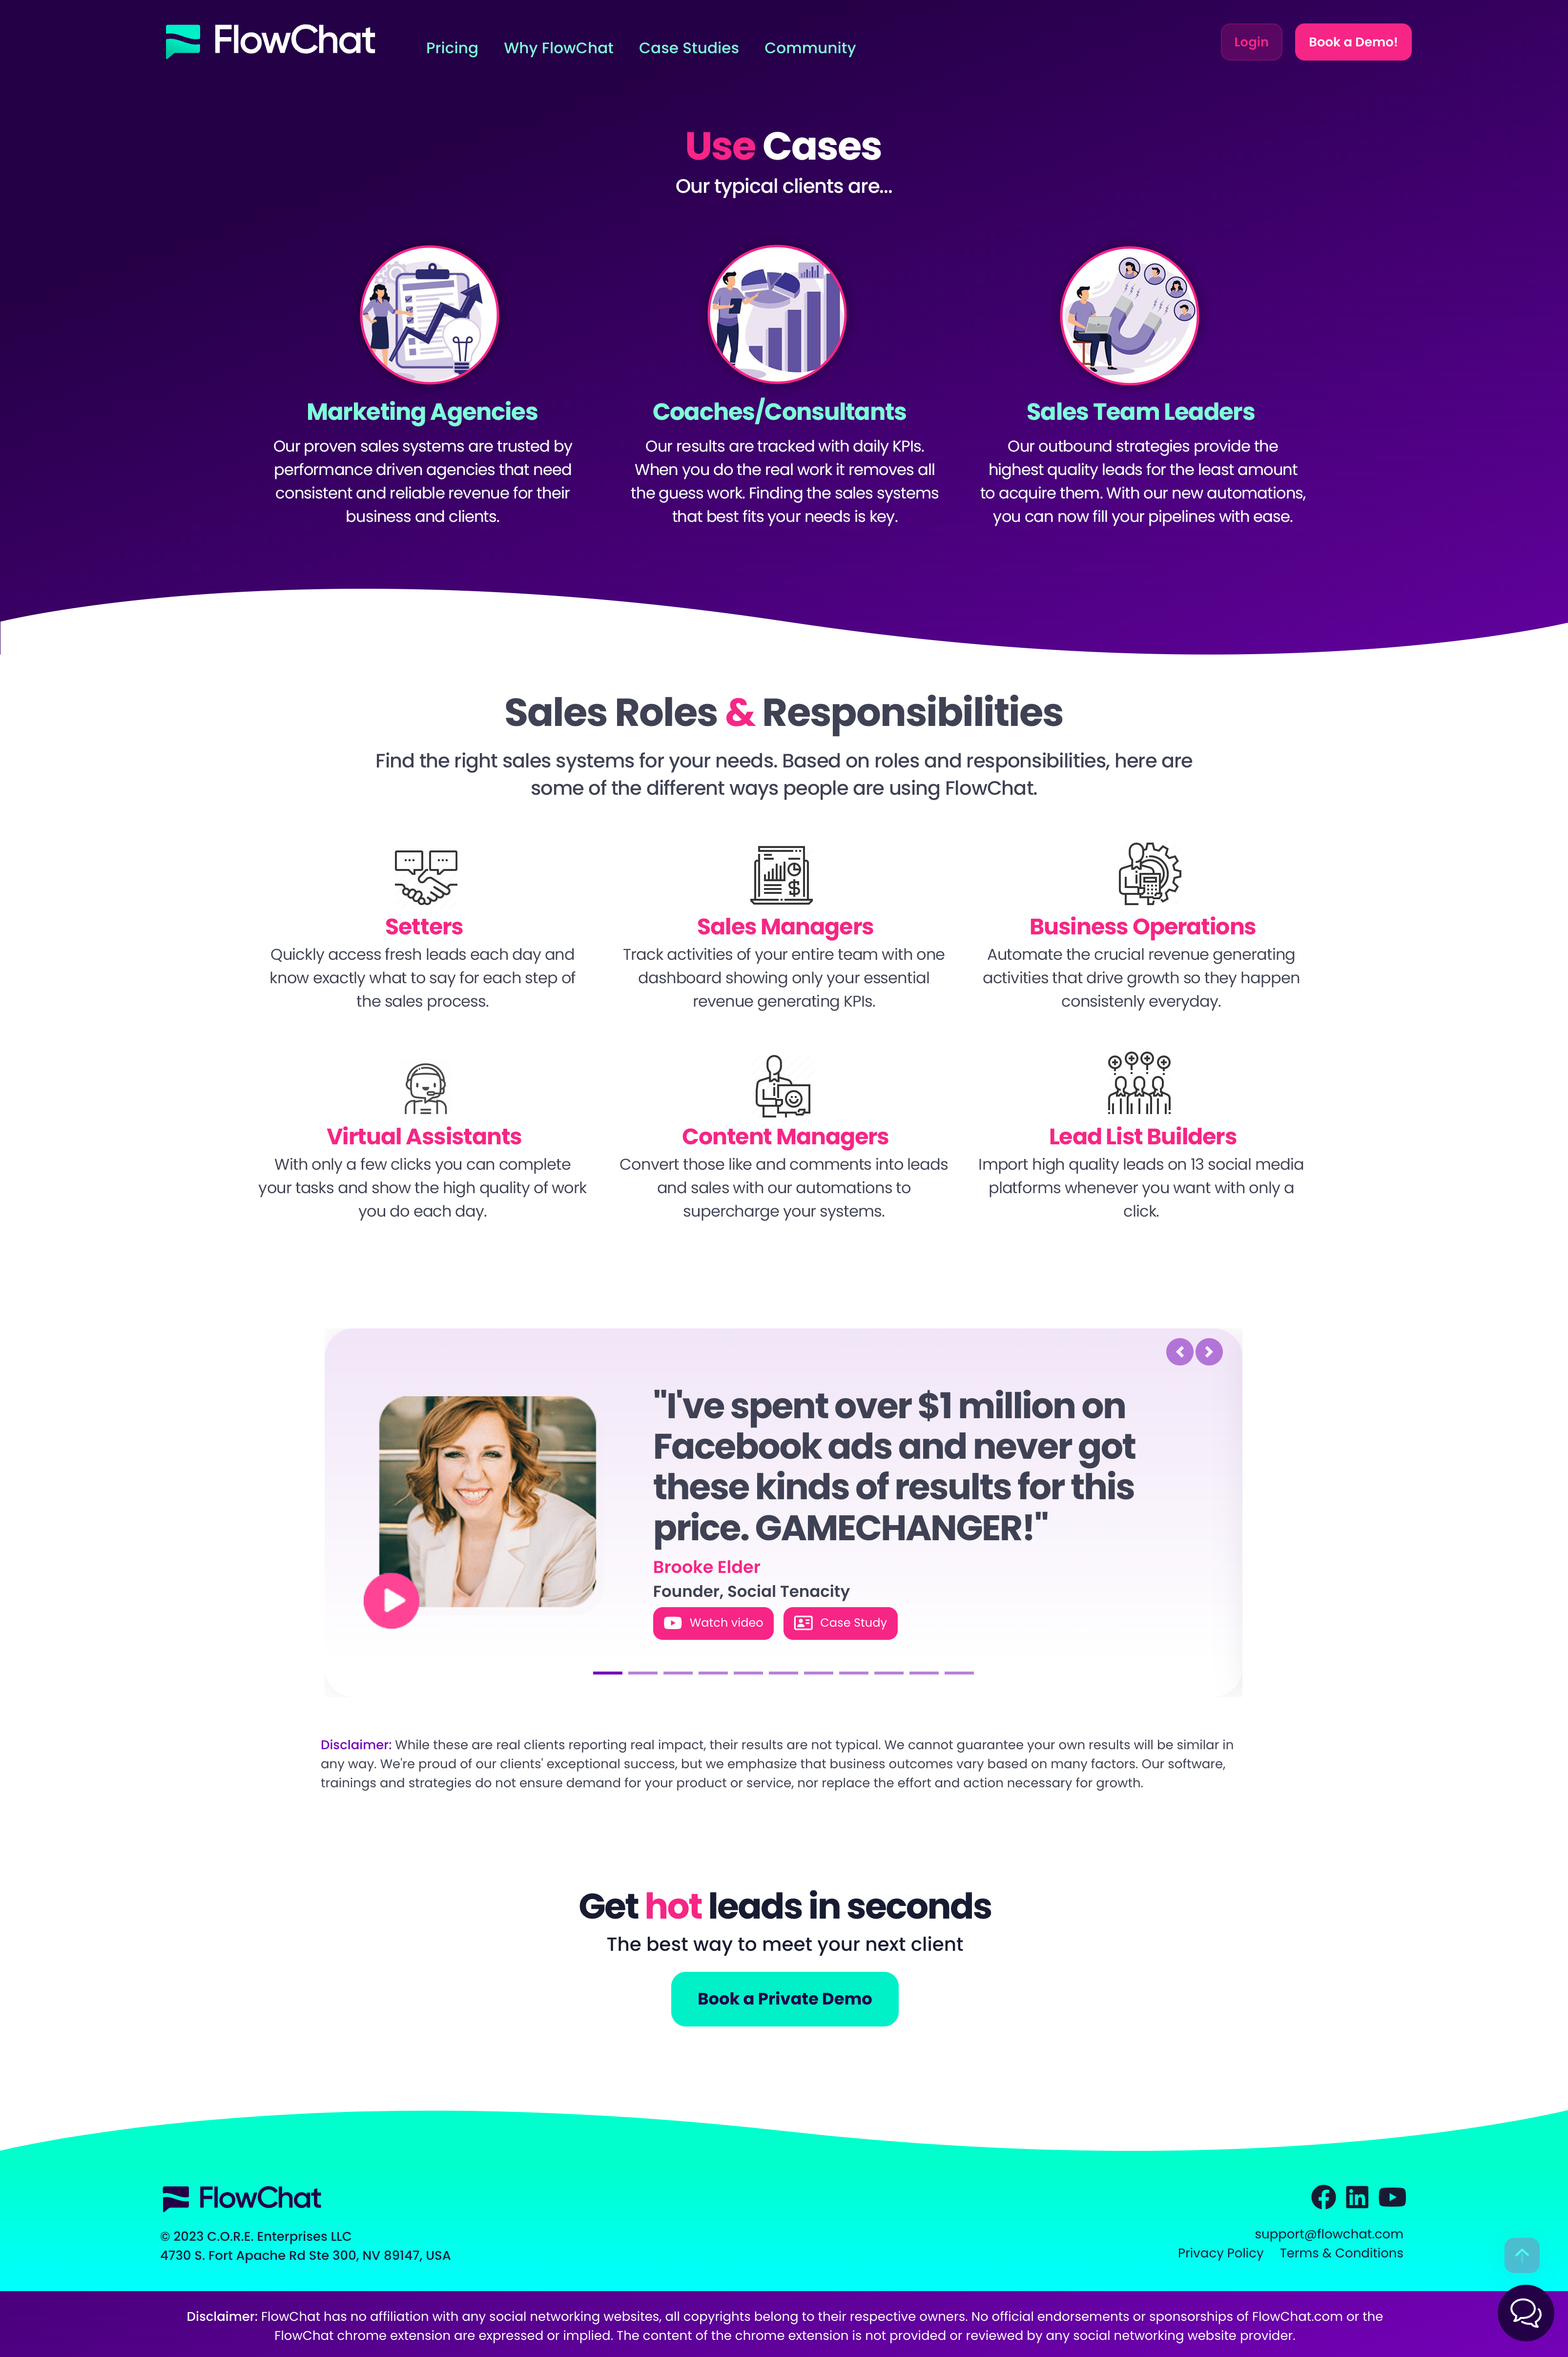 FlowChat
Pricing Why FlowChat Case Studies Community
Login Book a Demo!
Use Cases
Our typical clients are...
Marketing Agencies
Our proven sales systems are trusted by
performance driven agencies that need
consistent and reliable revenue for their
business and clients.
Coaches/Consultants
Our results are tracked with daily KPIs.
When you do the real work it removes all
the guess work. Finding the sales systems
that best fits your needs is key.
Sales Team Leaders
Our outbound strategies provide the
highest quality leads for the least amount
to acquire them. With our new automations,
you can now fill your pipelines with ease.
Sales Roles & Responsibilities
Find the right sales systems for your needs. Based on roles and responsibilities, here are
some of the different ways people are using FlowChat.
Setters
Quickly access fresh leads each day and
know exactly what to say for each step of
the sales process.
Sales Managers
Track activities of your entire team with one
dashboard showing only your essential
revenue generating KPIs.
Business Operations
Automate the crucial revenue generating
activities that drive growth so they happen
consistenly everyday.
Virtual Assistants
With only a few clicks you can complete
your tasks and show the high quality of work
you do each day.
Content Managers
Convert those like and comments into leads
and sales with our automations to
supercharge your systems.
Lead List Builders
Import high quality leads on 13 social media
platforms whenever you want with only a
click.
"I've spent over $1 million on
Facebook ads and never got
these kinds of results for this
price. GAMECHANGER!"
Brooke Elder
Founder, Social Tenacity
Watch video Case Study
Disclaimer: While these are real clients reporting real impact, their results are not typical. We cannot guarantee your own results will be similar in
any way. We're proud of our clients' exceptional success, but we emphasize that business outcomes vary based on many factors. Our software,
trainings and strategies do not ensure demand for your product or service, nor replace the effort and action necessary for growth.
Get hot leads in seconds
The best way to meet your next client
Book a Private Demo
FlowChat
© 2023 C.O.R.E. Enterprises LLC
4730 S. Fort Apache Rd Ste 300, NV 89147, USA
support@flowchat.com
Privacy Policy Terms & Conditions
Disclaimer: FlowChat has no affiliation with any social networking websites, all copyrights belong to their respective owners. No official endorsements or sponsorships of FlowChat.com or the
FlowChat chrome extension are expressed or implied. The content of the chrome extension is not provided or reviewed by any social networking website provider.